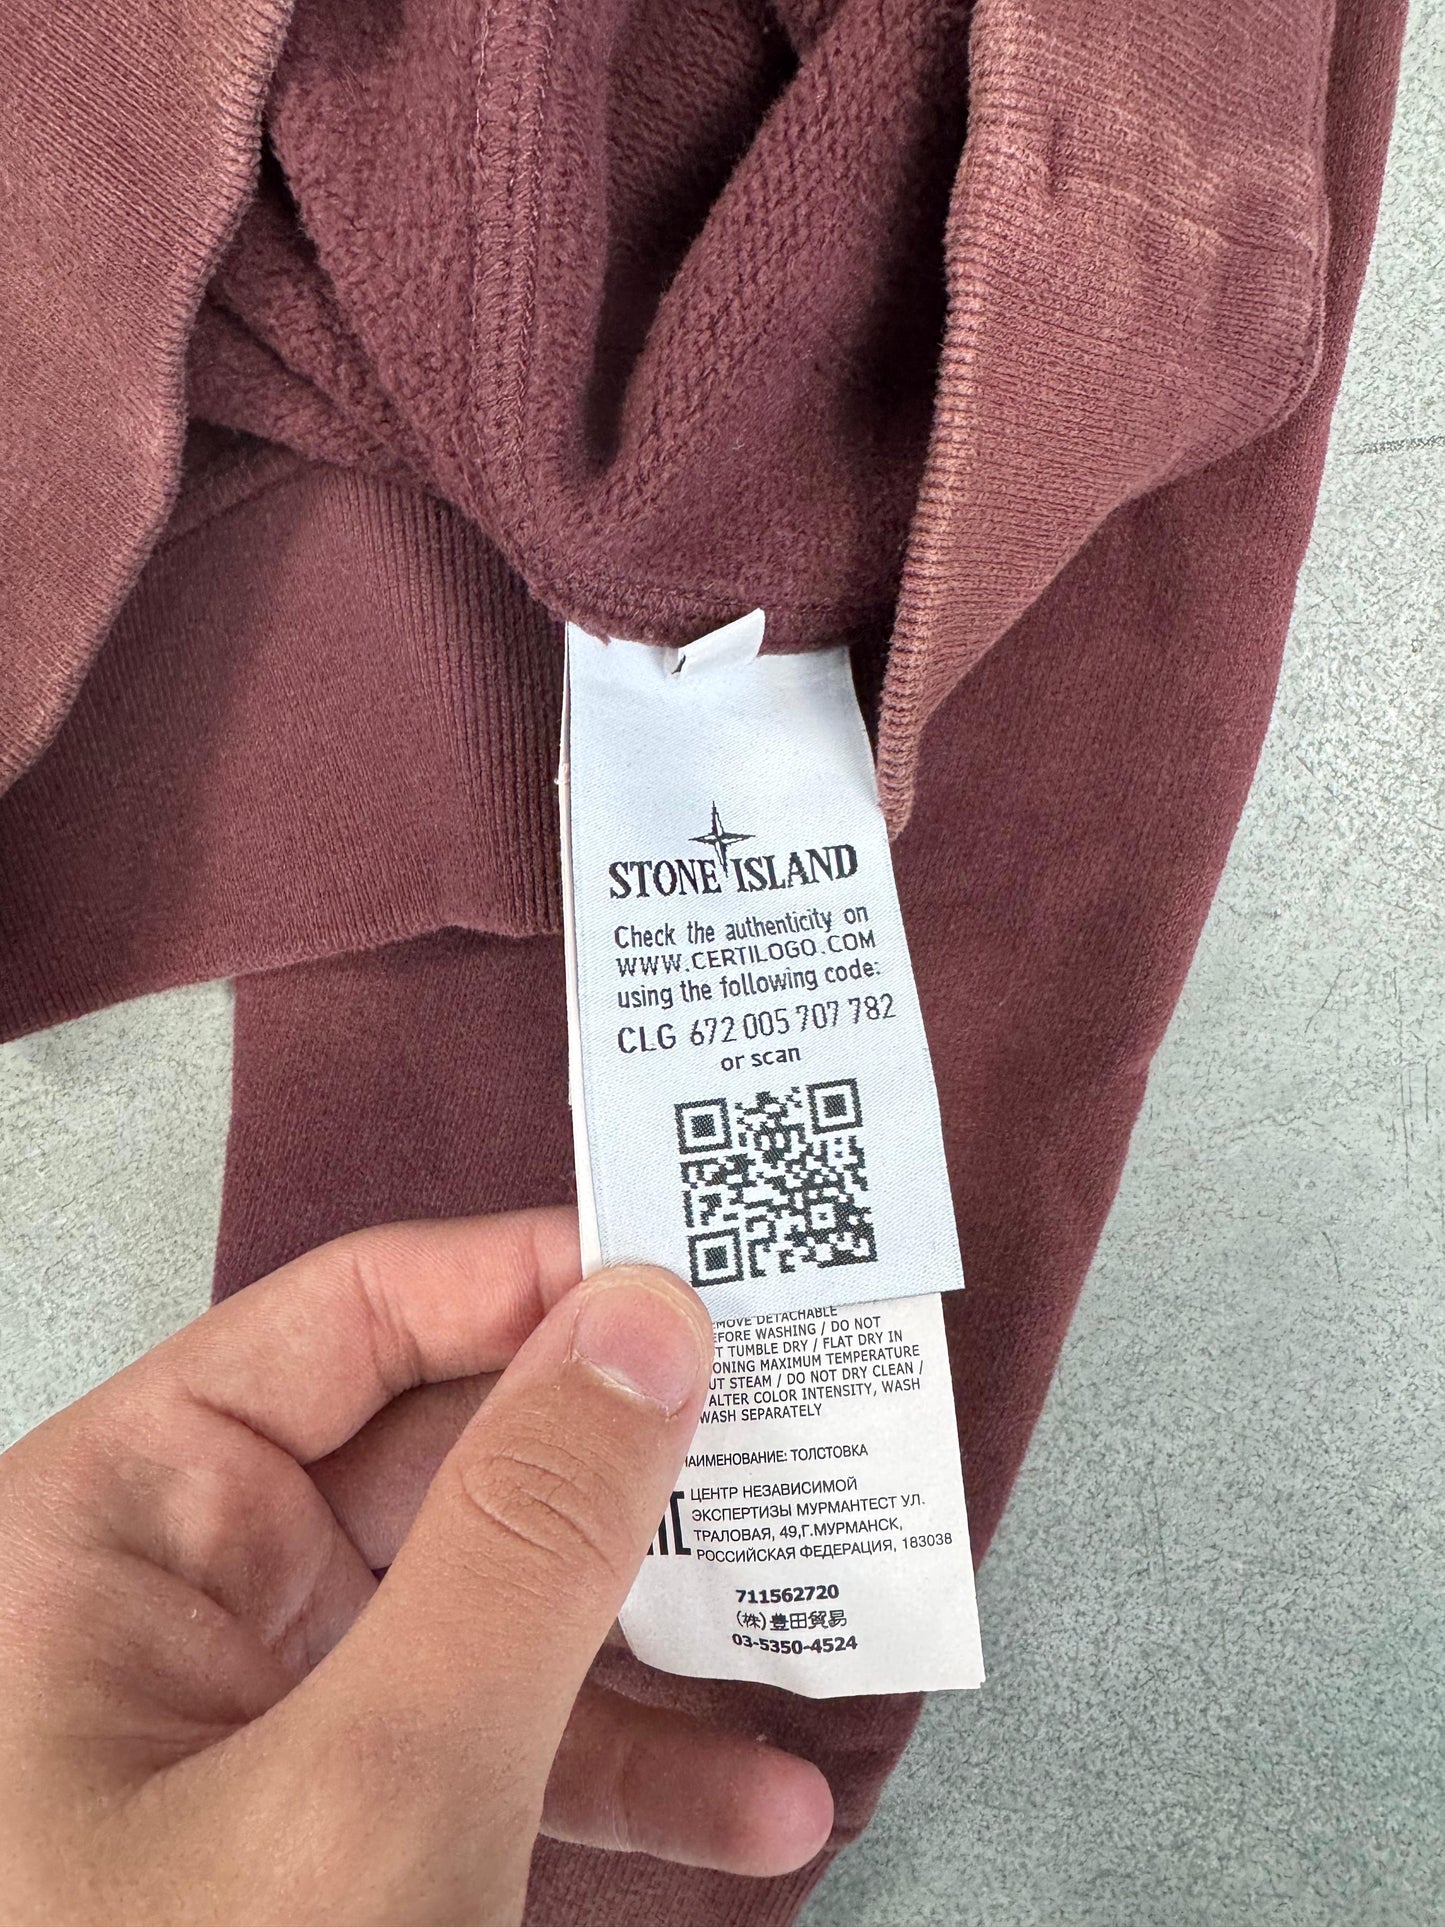 STONE ISLAND
Check the authenticity on
WWW.CERTILOGO.COM
using the following code:
CLG 672 005 707 782
or scan
DETACHABLE
WASHING / DO NOT
TUMBLE DRY / FLAT DRY IN
MAXIMUM TEMPERATURE
STEAM / DO NOT DRY CLEAN /
ALTER COLOR INTENSITY, WASH
WASH SEPARATELY
ТОЛСТОВКА
ЦЕНТР НЕЗАВИСИМОЙ
ЭКСПЕРТИЗЫ МУРМАНТЕСТ УЛ.
ТРАЛОВАЯ, 49,Г.МУРМАНСК,
РОССИЙСКАЯ ФЕДЕРАЦИЯ, 183038
711562720
(株)豊田貿易
03-5350-4524